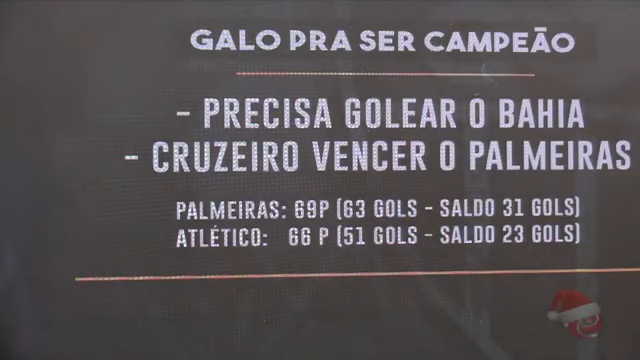 GALO PRA SER CAMPEÃO
- PRECISA GOLEAR O BAHIA
- CRUZEIRO VENCER O PALMEIRAS
PALMEIRAS: 69P (63 GOLS - SALDO 31 GOLS)
ATLÉTICO: 66 P (51 GOLS - SALDO 23 GOLS)